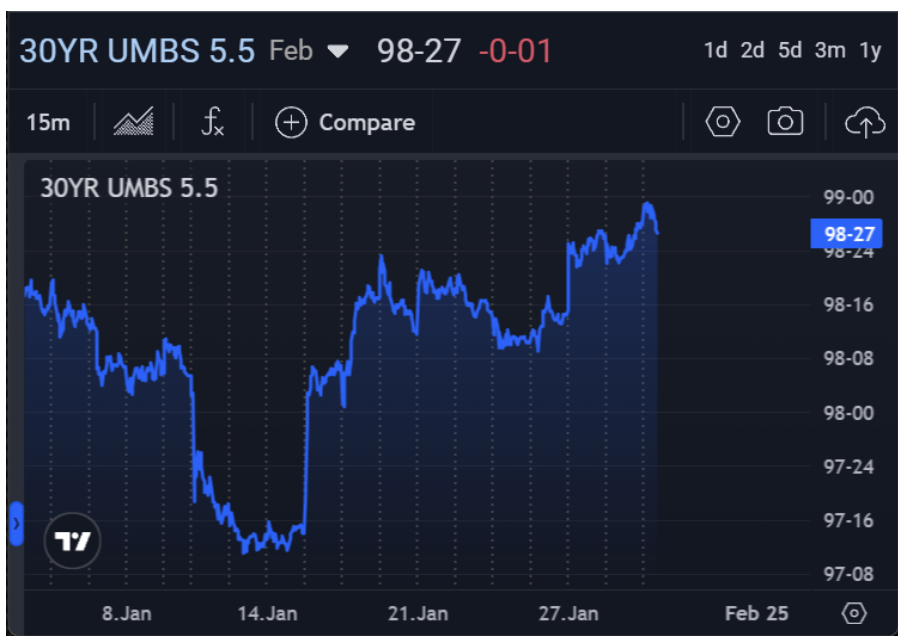 30YR UMBS 5.5 Feb 98-27 -0-01 1d 2d 5d 3m 1y
15m fx Compare
30YR UMBS 5.5
99-00
98-27
98-24
98-16
98-08
98-00
97-24
97-16
97-08
8.Jan 14.Jan 21.Jan 27.Jan Feb 25